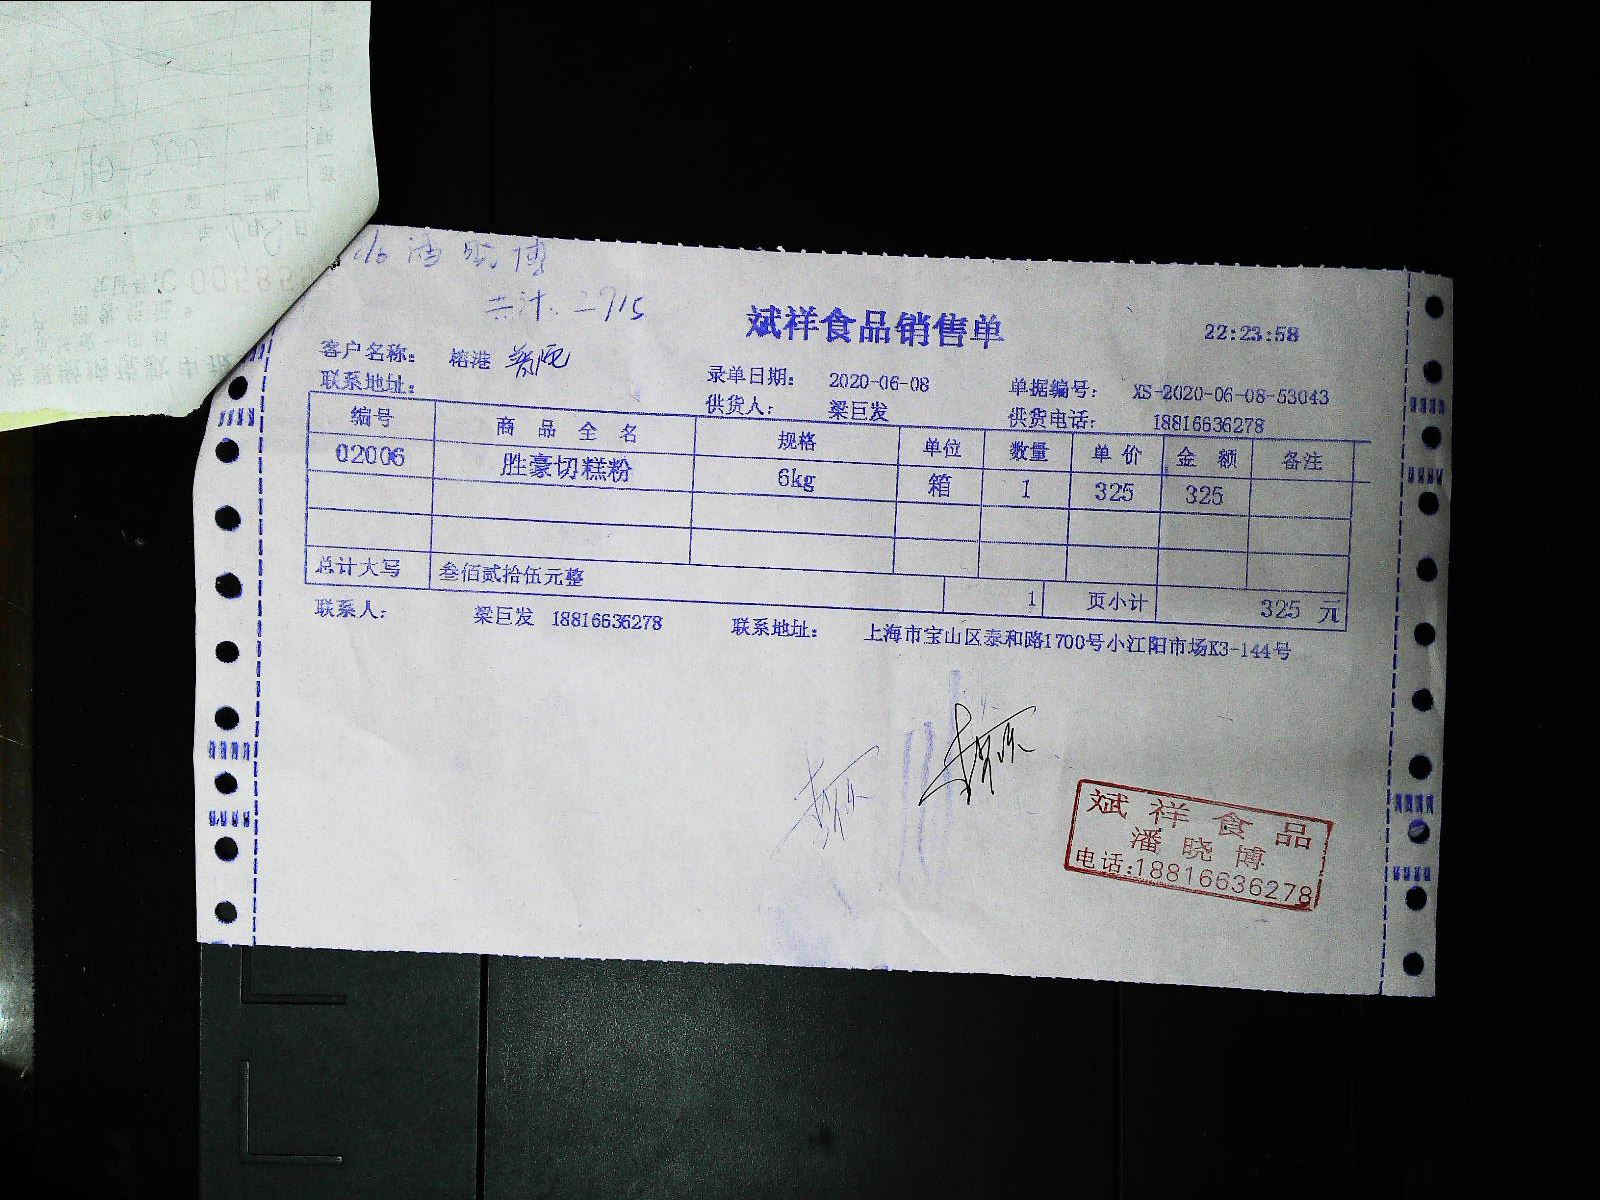 潘晓博
共计:2915
斌祥食品销售单 22:23:58
客户名称: 榕港
联系地址: 录单日期: 2020-06-08 单据编号: XS-2020-06-08-53043
供货人: 梁巨发 供货电话: 18816636278
编号 商品全名 规格 单位 数量 单价 金额 备注
02006 胜豪切糕粉 6kg 箱 1 325 325
总计大写 叁佰贰拾伍元整 1 页小计 325 元
联系人: 梁巨发 18816636278 联系地址: 上海市宝山区泰和路1700号小江阳市场K3-144号
斌祥食品
潘晓博
电话:18816636278